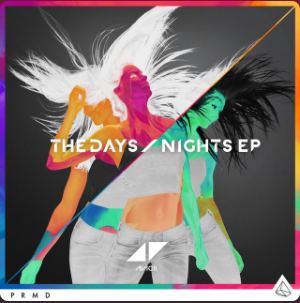 THE DAYS / NIGHTS EP
AVICII
PRMD